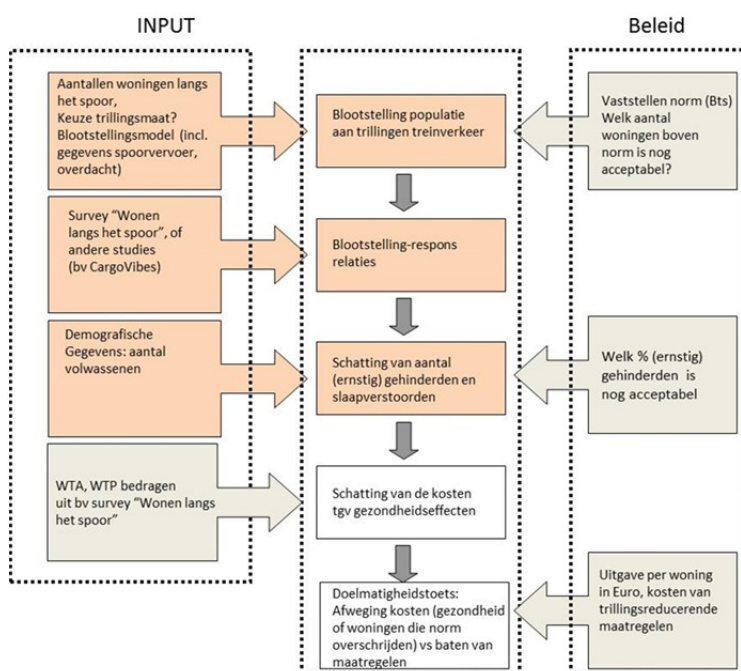 INPUT
Beleid
Aantallen woningen langs
het spoor,
Keuze trillingsmaat?
Blootstellingsmodel (incl.
gegevens spoorvervoer,
overdacht)
Blootstelling populatie
aan trillingen treinverkeer
Vaststellen norm (Bts)
Welk aantal
woningen boven
norm is nog
acceptabel?
Survey “Wonen
langs het spoor”, of
andere studies
(bv CargoVibes)
Blootstelling-respons
relaties
Demografische
Gegevens: aantal
volwassenen
Schatting van aantal
(ernstig) gehinderden en
slaapverstoorden
Welk % (ernstig)
gehinderden is
nog acceptabel
WTA, WTP bedragen
uit bv survey “Wonen langs
het spoor”
Schatting van de kosten
tgv gezondheidseffecten
Doelmatigheidstoets:
Afweging kosten (gezondheid
of woningen die norm
overschrijden) vs baten van
maatregelen
Uitgave per woning
in Euro, kosten van
trillingsreducerende
maatregelen